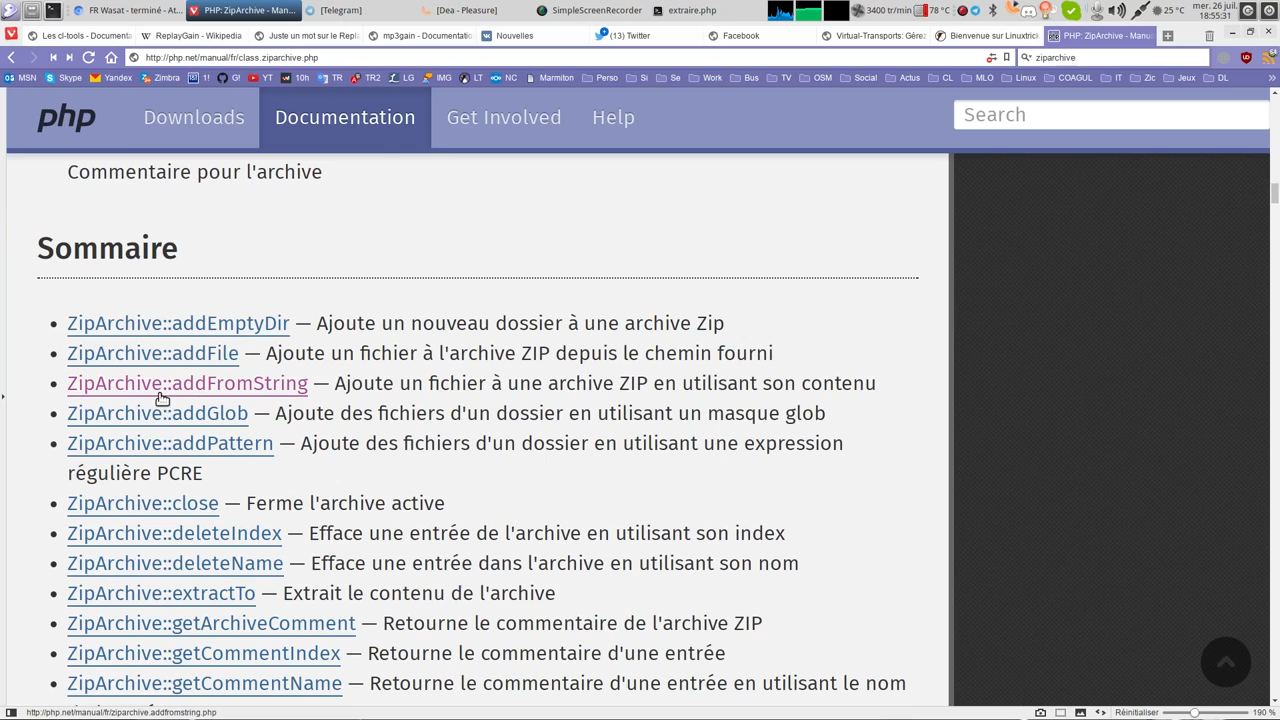 FR Wasat - terminé - At...
PHP: ZipArchive - Manu...
[Telegram]
[Dea - Pleasure]
SimpleScreenRecorder
extraire.php
3400 tr/min
78 °C
25 °C
mer. 26 juil.
18:55:31
Les cl-tools - Documenta
ReplayGain - Wikipedia
Juste un mot sur le Repla
mp3gain - Documentatio
Nouvelles
(13) Twitter
Facebook
Virtual-Transports: Gérez
Bienvenue sur Linuxtrick
PHP: ZipArchive - Manu
http://php.net/manual/fr/class.ziparchive.php
ziparchive
MSN
Skype
Yandex
Zimbra
1!
G!
YT
10h
TR
TR2
LG
IMG
LT
NC
Marmiton
Perso
Si
Se
Work
Bus
TV
OSM
Social
Actus
CL
MLO
Linux
COAGUL
IT
Zic
Jeux
DL
php
Downloads
Documentation
Get Involved
Help
Search
Commentaire pour l'archive
Sommaire
• ZipArchive::addEmptyDir — Ajoute un nouveau dossier à une archive Zip
• ZipArchive::addFile — Ajoute un fichier à l'archive ZIP depuis le chemin fourni
• ZipArchive::addFromString — Ajoute un fichier à une archive ZIP en utilisant son contenu
• ZipArchive::addGlob — Ajoute des fichiers d'un dossier en utilisant un masque glob
• ZipArchive::addPattern — Ajoute des fichiers d'un dossier en utilisant une expression
régulière PCRE
• ZipArchive::close — Ferme l'archive active
• ZipArchive::deleteIndex — Efface une entrée de l'archive en utilisant son index
• ZipArchive::deleteName — Efface une entrée dans l'archive en utilisant son nom
• ZipArchive::extractTo — Extrait le contenu de l'archive
• ZipArchive::getArchiveComment — Retourne le commentaire de l'archive ZIP
• ZipArchive::getCommentIndex — Retourne le commentaire d'une entrée
• ZipArchive::getCommentName — Retourne le commentaire d'une entrée en utilisant le nom
http://php.net/manual/fr/ziparchive.addfromstring.php
Réinitialiser
190 %